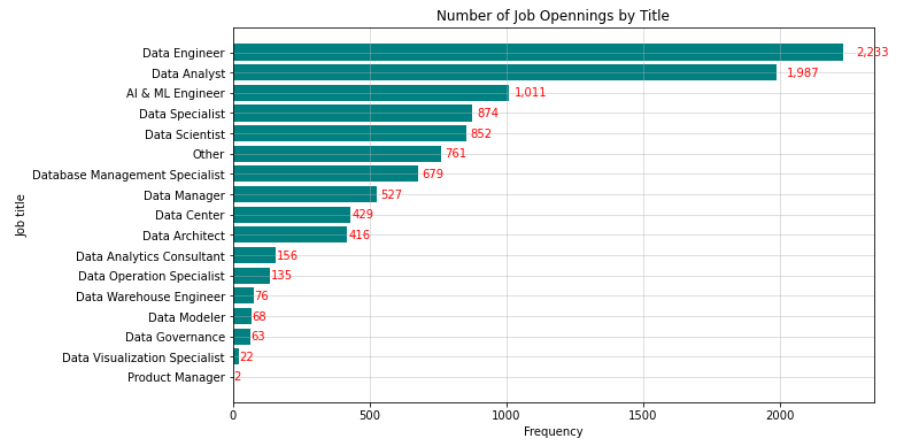 Number of Job Opennings by Title
Data Engineer 2,233
Data Analyst 1,987
AI & ML Engineer 1,011
Data Specialist 874
Data Scientist 852
Other 761
Database Management Specialist 679
Data Manager 527
Data Center 429
Data Architect 416
Data Analytics Consultant 156
Data Operation Specialist 135
Data Warehouse Engineer 76
Data Modeler 68
Data Governance 63
Data Visualization Specialist 22
Product Manager 2
Job title
0 500 1000 1500 2000
Frequency